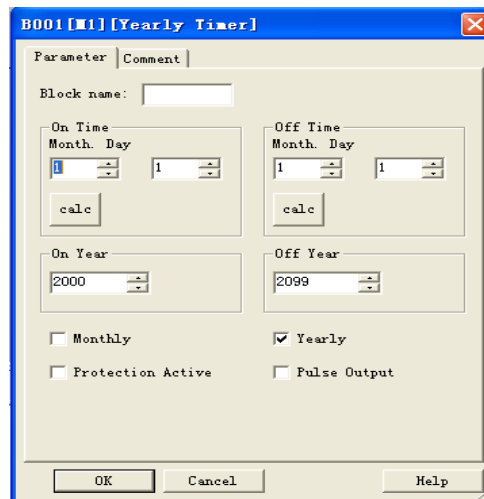 B001[M1][Yearly Timer]
Parameter Comment
Block name:
On Time Off Time
Month. Day Month. Day
1 1 1 1
calc calc
On Year Off Year
2000 2099
Monthly Yearly
Protection Active Pulse Output
OK Cancel Help